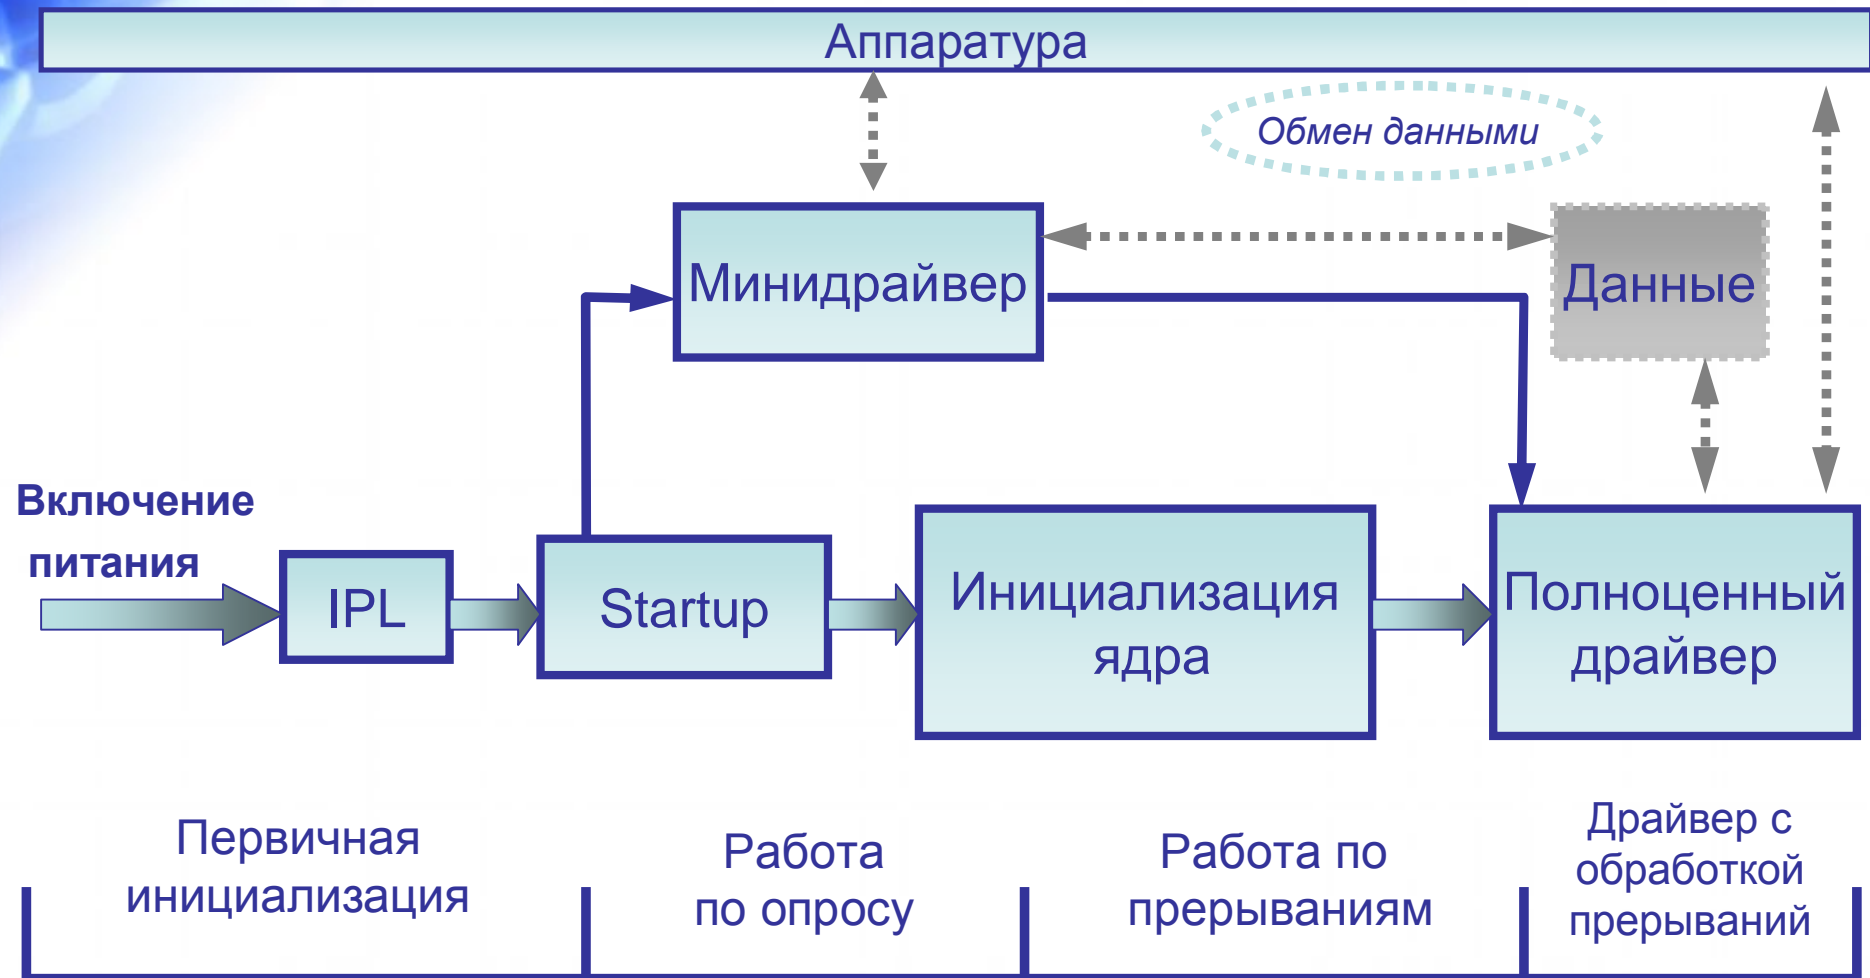 Аппаратура
Обмен данными
Минидрайвер
Данные
Включение
питания
IPL
Startup
Инициализация
ядра
Полноценный
драйвер
Первичная
инициализация
Работа
по опросу
Работа по
прерываниям
Драйвер с
обработкой
прерываний